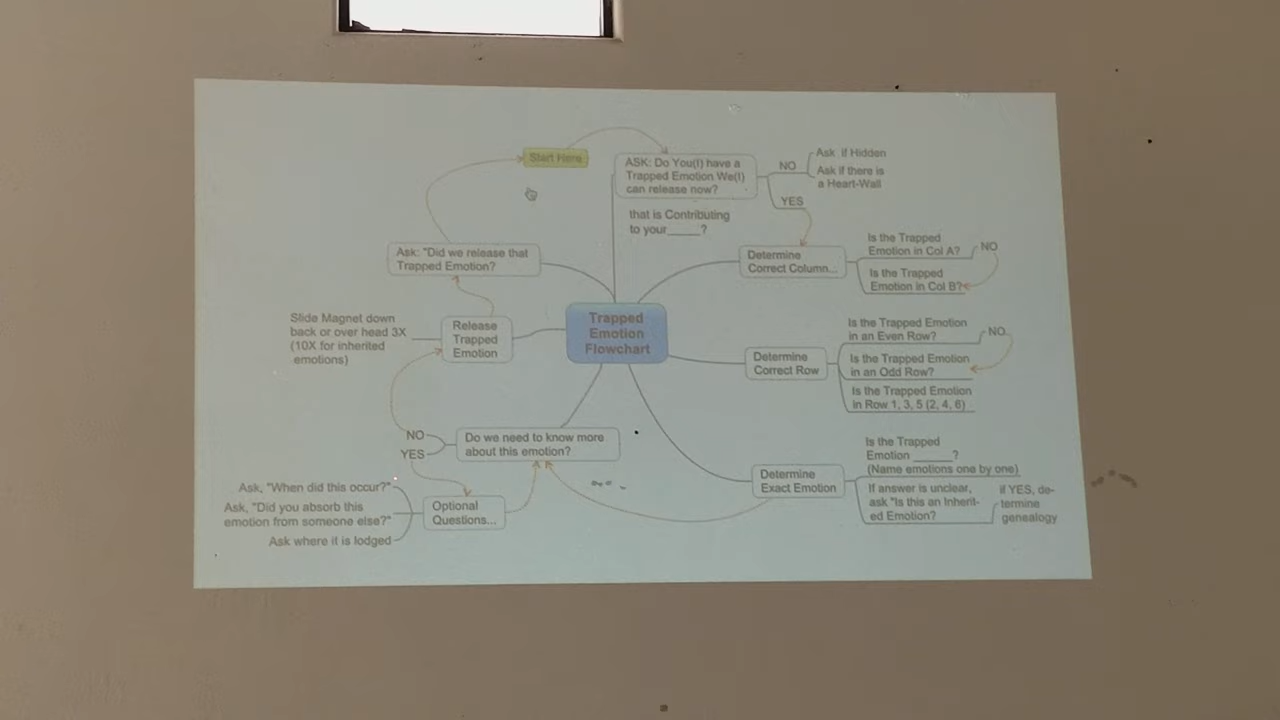 Start Here
ASK: Do You(I) have a
Trapped Emotion We(I)
can release now?
that is Contributing
to your_____?
NO
Ask if Hidden
Ask if there is
a Heart-Wall
YES
Determine
Correct Column...
Is the Trapped
Emotion in Col A?
NO
Is the Trapped
Emotion in Col B?
Trapped
Emotion
Flowchart
Determine
Correct Row
Is the Trapped Emotion
in an Even Row?
NO
Is the Trapped Emotion
in an Odd Row?
Is the Trapped Emotion
in Row 1, 3, 5 (2, 4, 6)
Determine
Exact Emotion
Is the Trapped
Emotion ______?
(Name emotions one by one)
If answer is unclear,
ask "Is this an Inherit-
ed Emotion?
if YES, de-
termine
genealogy
Do we need to know more
about this emotion?
NO
YES
Optional
Questions...
Ask, "When did this occur?"
Ask, "Did you absorb this
emotion from someone else?"
Ask where it is lodged
Release
Trapped
Emotion
Slide Magnet down
back or over head 3X
(10X for inherited
emotions)
Ask: "Did we release that
Trapped Emotion?